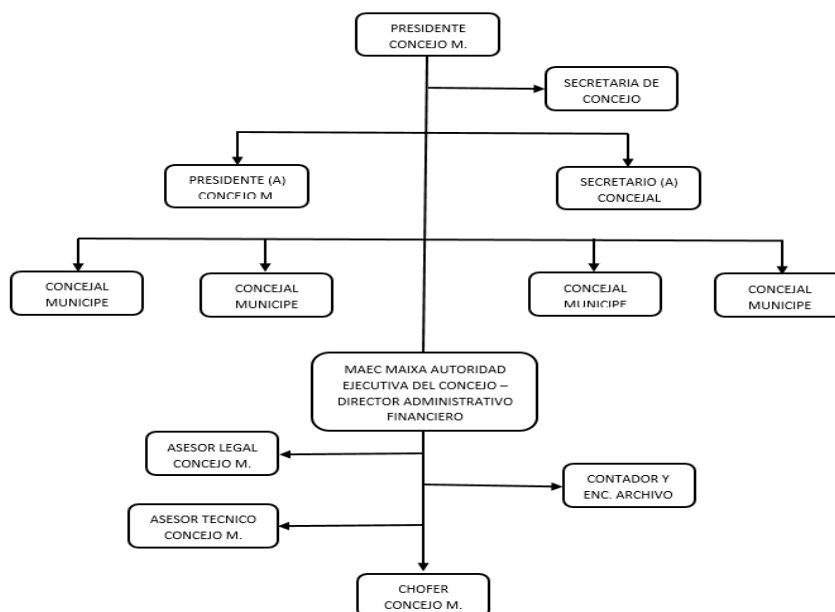 PRESIDENTE
CONCEJO M.
SECRETARIA DE
CONCEJO
PRESIDENTE (A)
CONCEJO M
SECRETARIO (A)
CONCEJAL
CONCEJAL
MUNICIPE
CONCEJAL
MUNICIPE
CONCEJAL
MUNICIPE
CONCEJAL
MUNICIPE
MAEC MAIXA AUTORIDAD
EJECUTIVA DEL CONCEJO –
DIRECTOR ADMINISTRATIVO
FINANCIERO
ASESOR LEGAL
CONCEJO M.
CONTADOR Y
ENC. ARCHIVO
ASESOR TECNICO
CONCEJO M.
CHOFER
CONCEJO M.